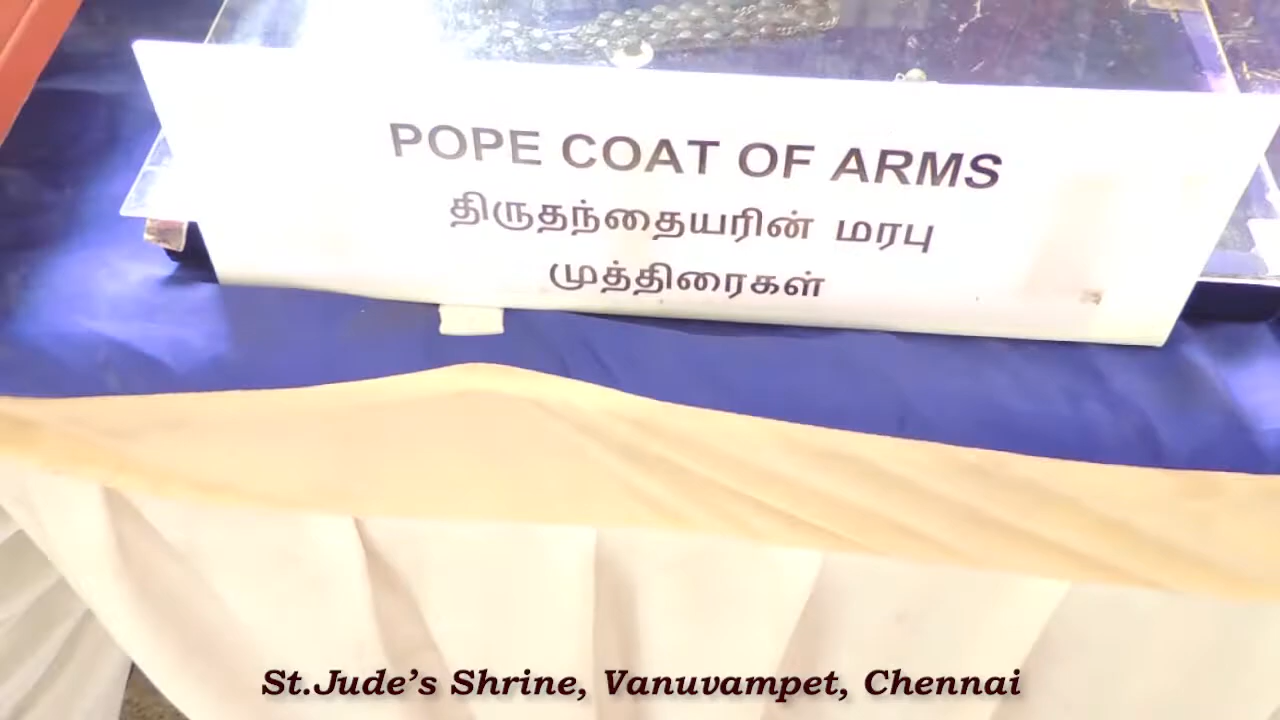 POPE COAT OF ARMS
திருதந்தையரின் மரபு
முத்திரைகள்
St.Jude's Shrine, Vanuvampet, Chennai